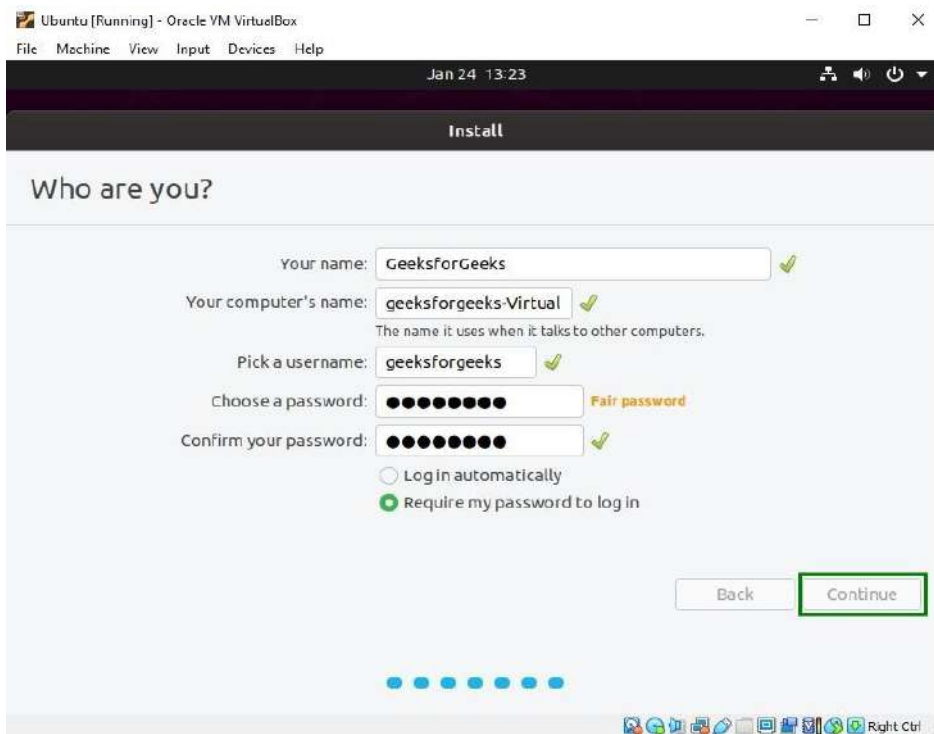 Ubuntu [Running] - Oracle VM VirtualBox
File Machine View Input Devices Help
Jan 24 13:23
Install
Who are you?
Your name: GeeksforGeeks
Your computer's name: geeksforgeeks-Virtual
The name it uses when it talks to other computers.
Pick a username: geeksforgeeks
Choose a password: ●●●●●●●● Fair password
Confirm your password: ●●●●●●●●
Log in automatically
Require my password to log in
Back Continue
Right Ctrl